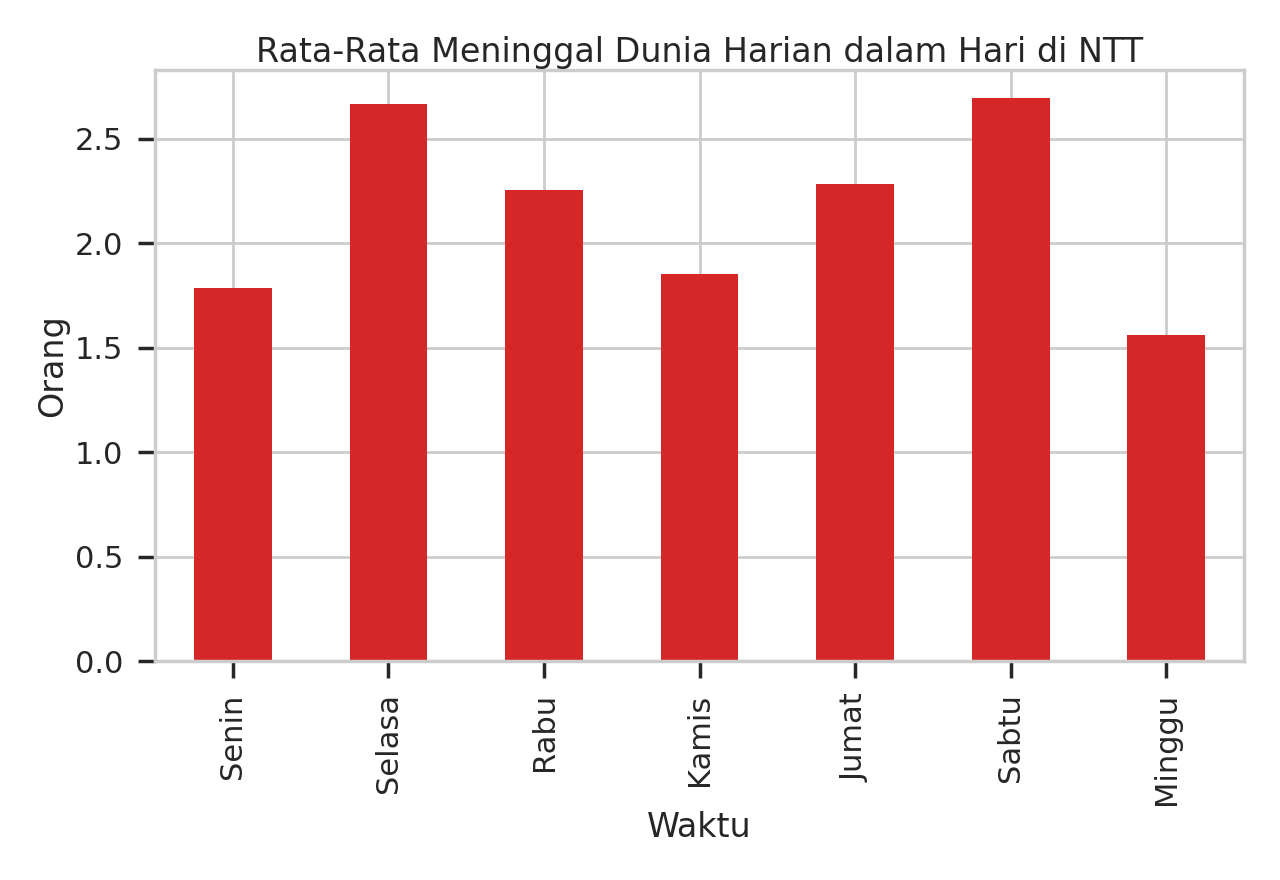 Rata-Rata Meninggal Dunia Harian dalam Hari di NTT
2.5
2.0
1.5
1.0
0.5
0.0
Orang
Senin
Selasa
Rabu
Kamis
Jumat
Sabtu
Minggu
Waktu